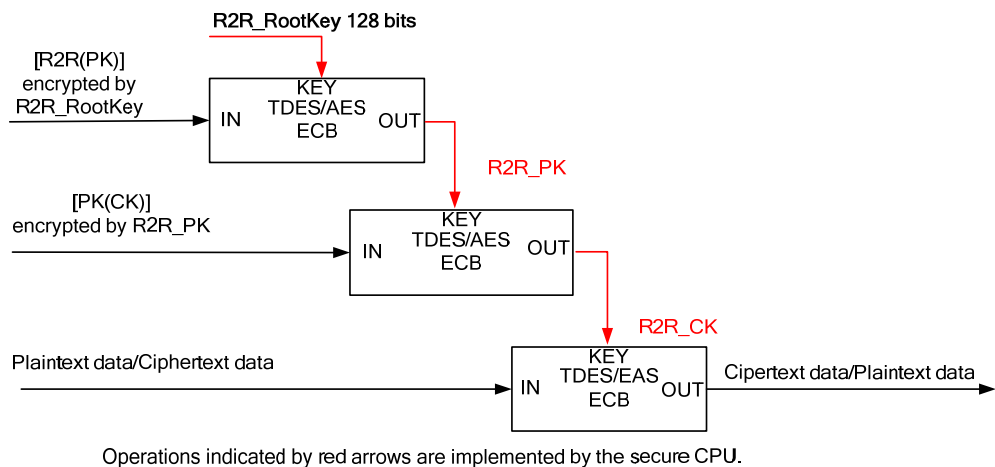 R2R_RootKey 128 bits
[R2R(PK)]
encrypted by
R2R_RootKey
KEY
TDES/AES
IN
OUT
ECB
R2R_PK
[PK(CK)]
encrypted by R2R_PK
KEY
TDES/AES
IN
OUT
ECB
R2R_CK
Plaintext data/Ciphertext data
KEY
TDES/EAS
IN
OUT
ECB
Cipertext data/Plaintext data
Operations indicated by red arrows are implemented by the secure CPU.